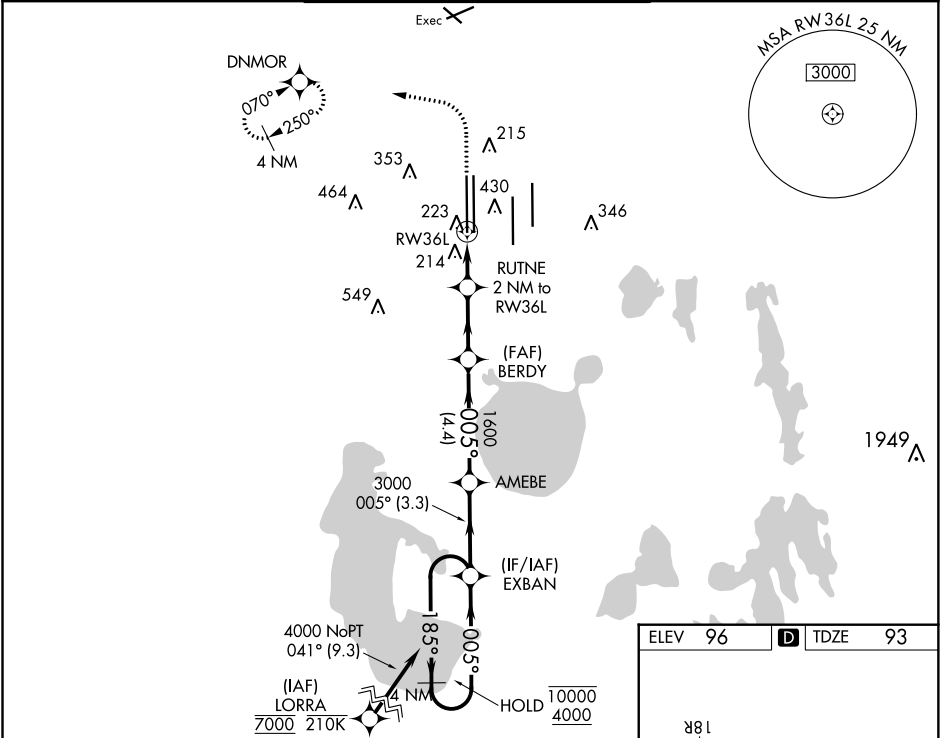 Exec
MSA RW36L 25 NM
3000
DNMOR
070°
250°
4 NM
215
353
464
430
223
346
RW36L
214
RUTNE
2 NM to
RW36L
549
(FAF)
BERDY
1600
005°
(4.4)
1949
AMEBE
3000
005° (3.3)
(IF/IAF)
EXBAN
185°
005°
4000 NoPT
041° (9.3)
(IAF)
LORRA
7000 210K
4 NM
HOLD 10000
4000
ELEV 96 D TDZE 93
18R